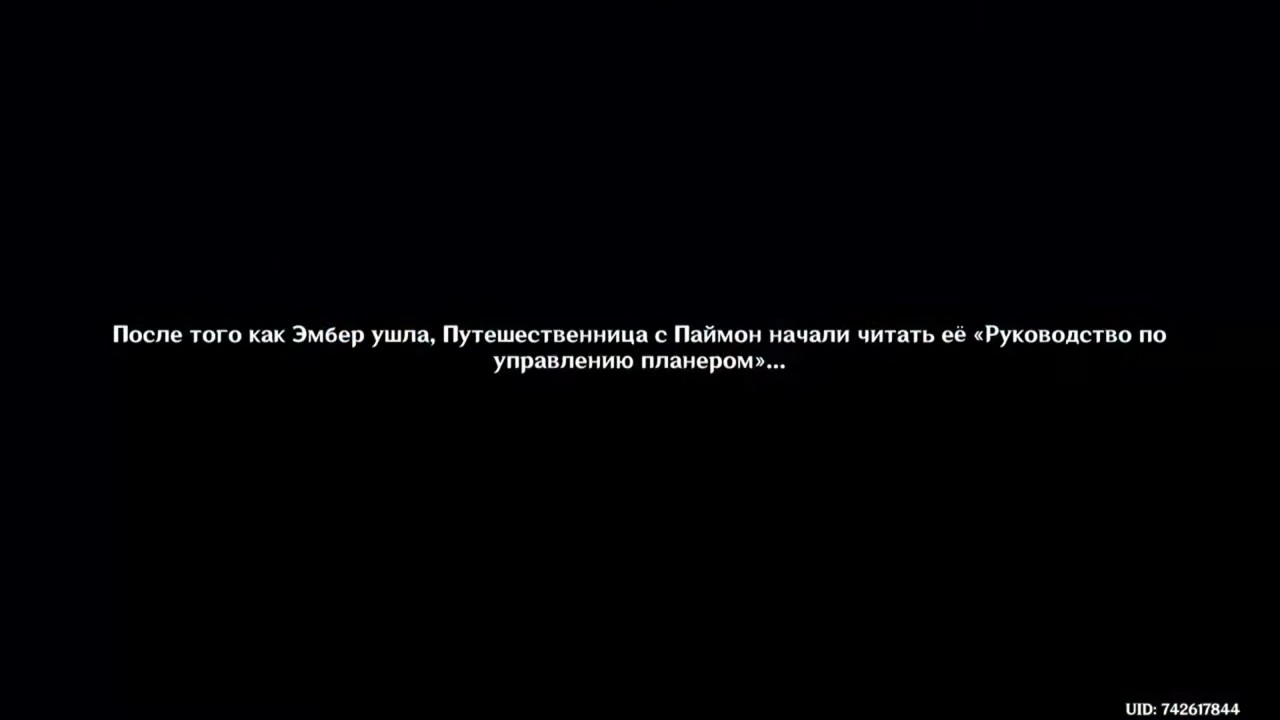 После того как Эмбер ушла, Путешественница с Паймон начали читать её «Руководство по
управлению планером»...
UID: 742617844